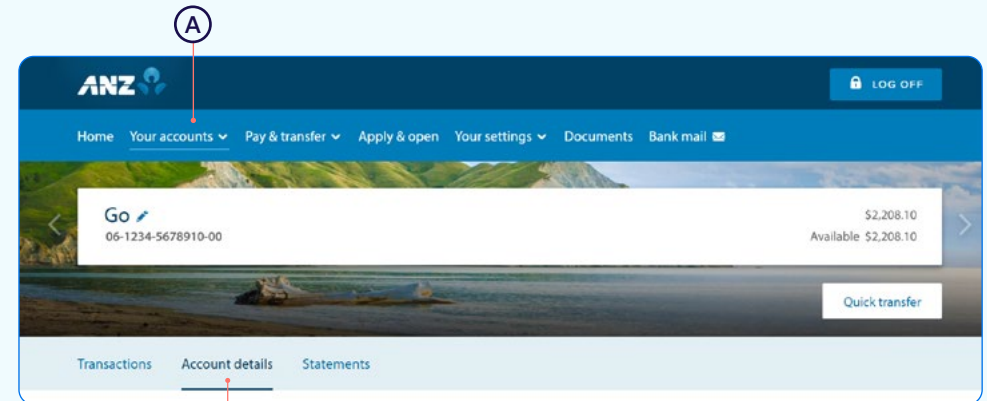 A
ANZ
LOG OFF
Home Your accounts Pay & transfer Apply & open Your settings Documents Bank mail
Go $2,208.10
06-1234-5678910-00 Available $2,208.10
Quick transfer
Transactions Account details Statements